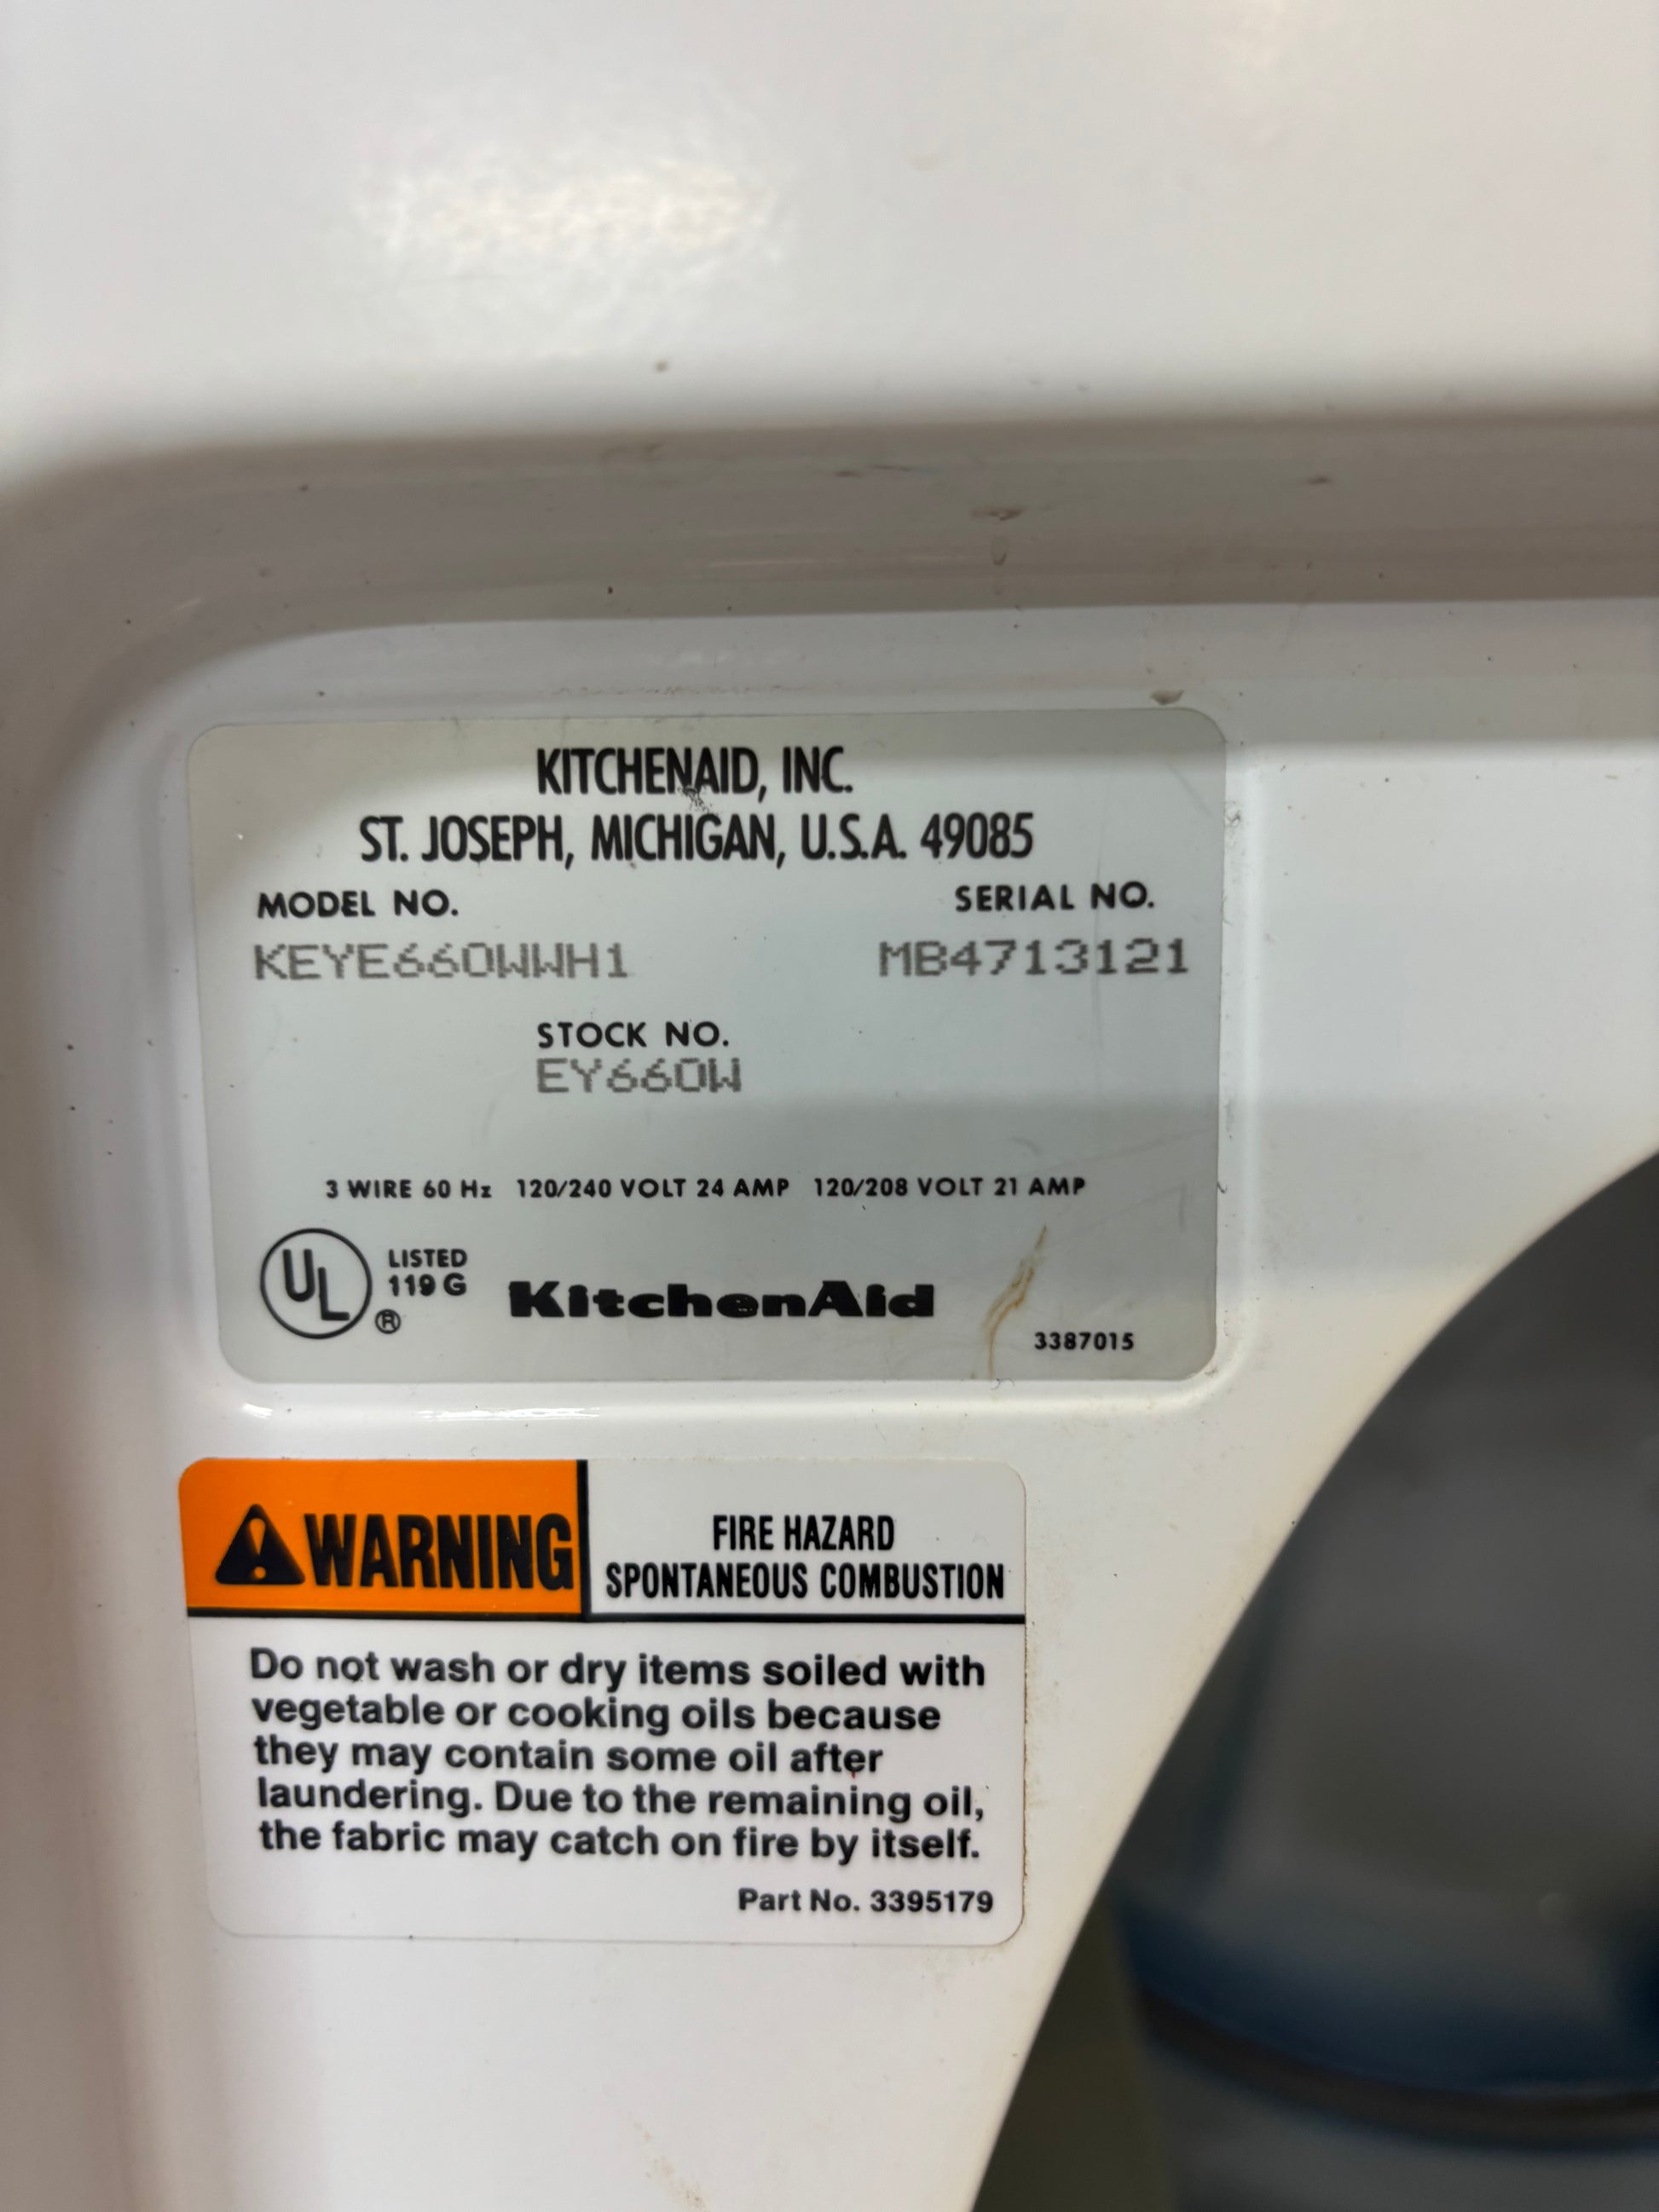 KITCHENAID, INC.
ST. JOSEPH, MICHIGAN, U.S.A. 49085
MODEL NO. SERIAL NO.
KEYE660WWH1 MB4713121
STOCK NO.
EY660W
3 WIRE 60 Hz 120/240 VOLT 24 AMP 120/208 VOLT 21 AMP
UL LISTED
119 G
®
KitchenAid
3387015
WARNING
FIRE HAZARD
SPONTANEOUS COMBUSTION
Do not wash or dry items soiled with
vegetable or cooking oils because
they may contain some oil after
laundering. Due to the remaining oil,
the fabric may catch on fire by itself.
Part No. 3395179